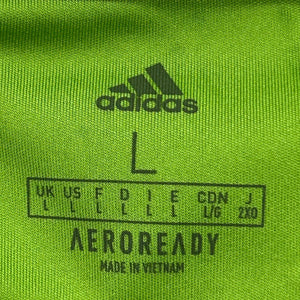 adidas
L
UK US F D I E CDN J
L L L L L L L/G 2XO
AEROREADY
MADE IN VIETNAM